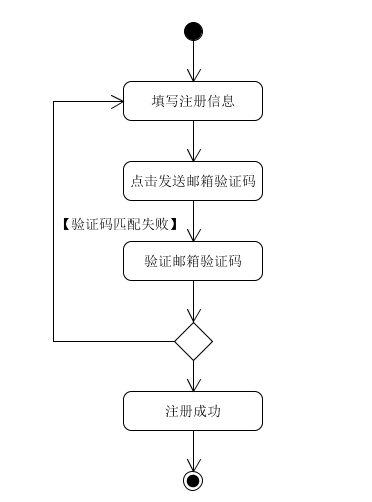 填写注册信息
点击发送邮箱验证码
【验证码匹配失败】
验证邮箱验证码
注册成功